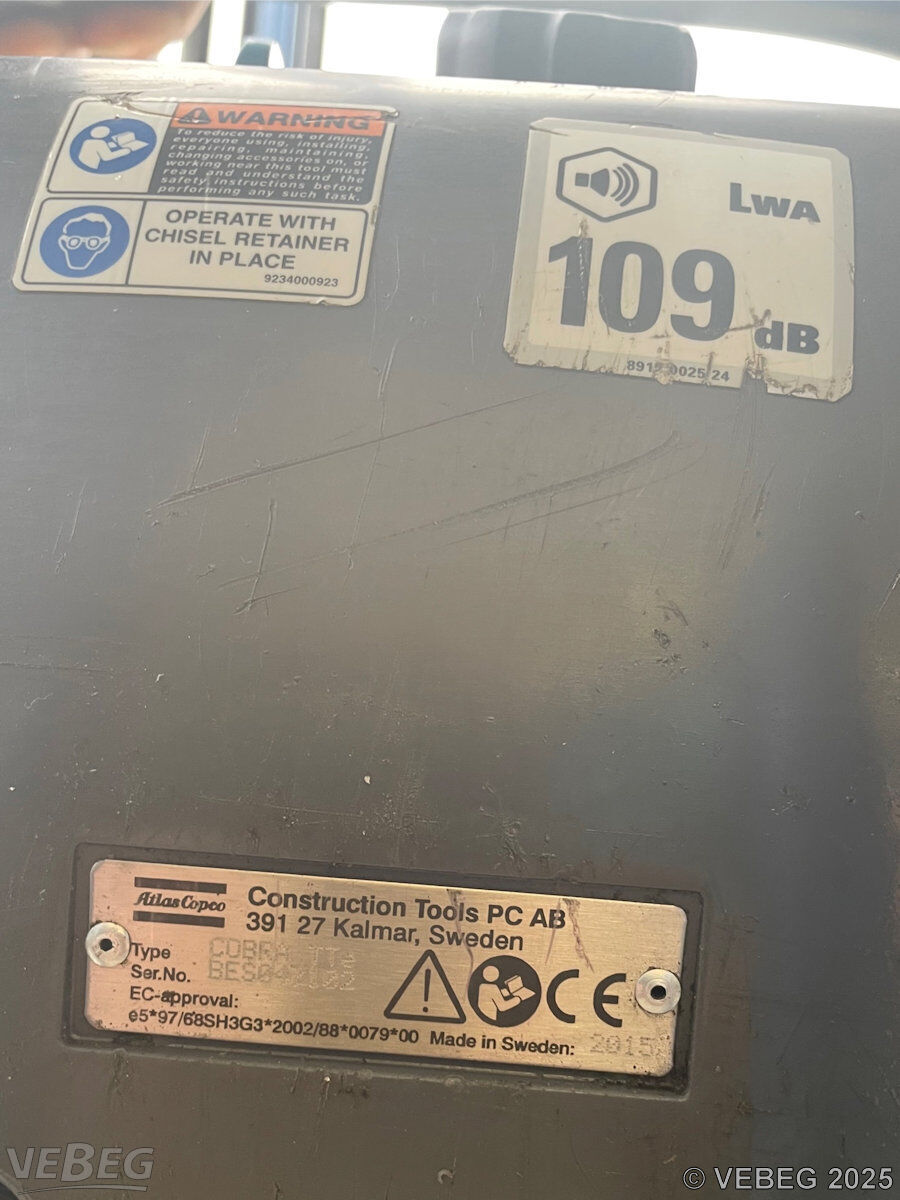 WARNING
To reduce the risk of injury,
everyone using, installing,
repairing, maintaining,
changing accessories on, or
working near this tool must
read and understand the
safety instructions before
performing any such task.
OPERATE WITH
CHISEL RETAINER
IN PLACE
9234000923
LWA
109
dB
Atlas Copco
Construction Tools PC AB
391 27 Kalmar, Sweden
Type COBRA TT
Ser.No.
EC-approval:
e5*97/68SH3G3*2002/88*0079*00 Made in Sweden: 2015
VEBEG
© VEBEG 2025